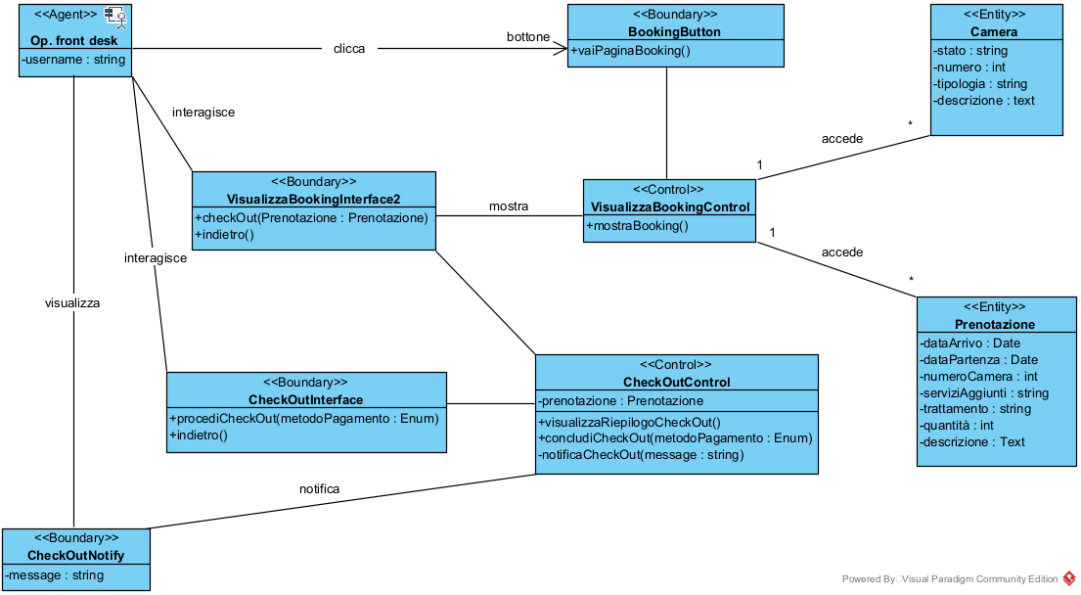 <<Agent>>
Op. front desk
-username : string
clicca
bottone
<<Boundary>>
BookingButton
+vaiPaginaBooking()
<<Entity>>
Camera
-stato : string
-numero : int
-tipologia : string
-descrizione : text
interagisce
*
accede
1
<<Boundary>>
VisualizzaBookingInterface2
+checkOut(Prenotazione : Prenotazione)
+indietro()
mostra
<<Control>>
VisualizzaBookingControl
+mostraBooking()
1
accede
*
interagisce
visualizza
<<Entity>>
Prenotazione
-dataArrivo : Date
-dataPartenza : Date
-numeroCamera : int
-serviziAggiunti : string
-trattamento : string
-quantità : int
-descrizione : Text
<<Boundary>>
CheckOutInterface
+procediCheckOut(metodoPagamento : Enum)
+indietro()
<<Control>>
CheckOutControl
-prenotazione : Prenotazione
+visualizzaRiepilogoCheckOut()
+concludiCheckOut(metodoPagamento : Enum)
-notificaCheckOut(message : string)
notifica
<<Boundary>>
CheckOutNotify
-message : string
Powered By Visual Paradigm Community Edition